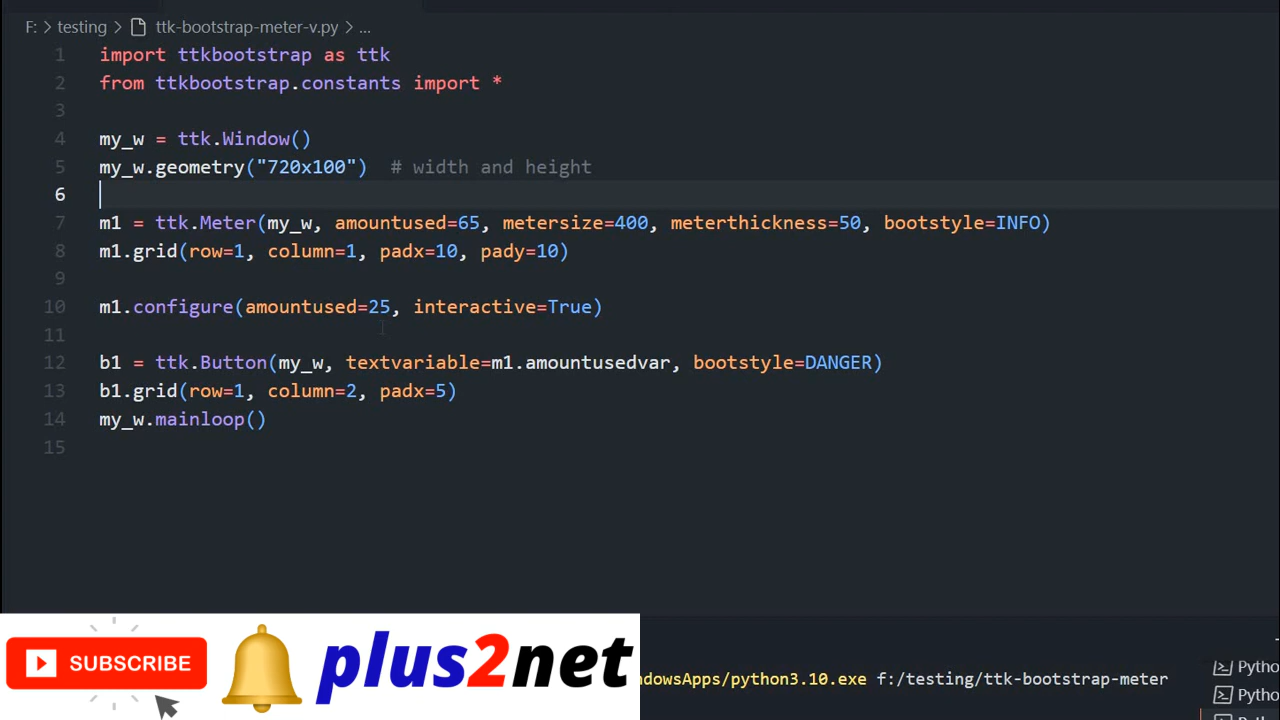 F: > testing > ttk-bootstrap-meter-v.py > ...
1 import ttkbootstrap as ttk
2 from ttkbootstrap.constants import *
3
4 my_w = ttk.Window()
5 my_w.geometry("720x100")  # width and height
6
7 m1 = ttk.Meter(my_w, amountused=65, metersize=400, meterthickness=50, bootstyle=INFO)
8 m1.grid(row=1, column=1, padx=10, pady=10)
9
10 m1.configure(amountused=25, interactive=True)
11
12 b1 = ttk.Button(my_w, textvariable=m1.amountusedvar, bootstyle=DANGER)
13 b1.grid(row=1, column=2, padx=5)
14 my_w.mainloop()
15
SUBSCRIBE
plus2net
ndowsApps/python3.10.exe f:/testing/ttk-bootstrap-meter
Pytho
Pytho